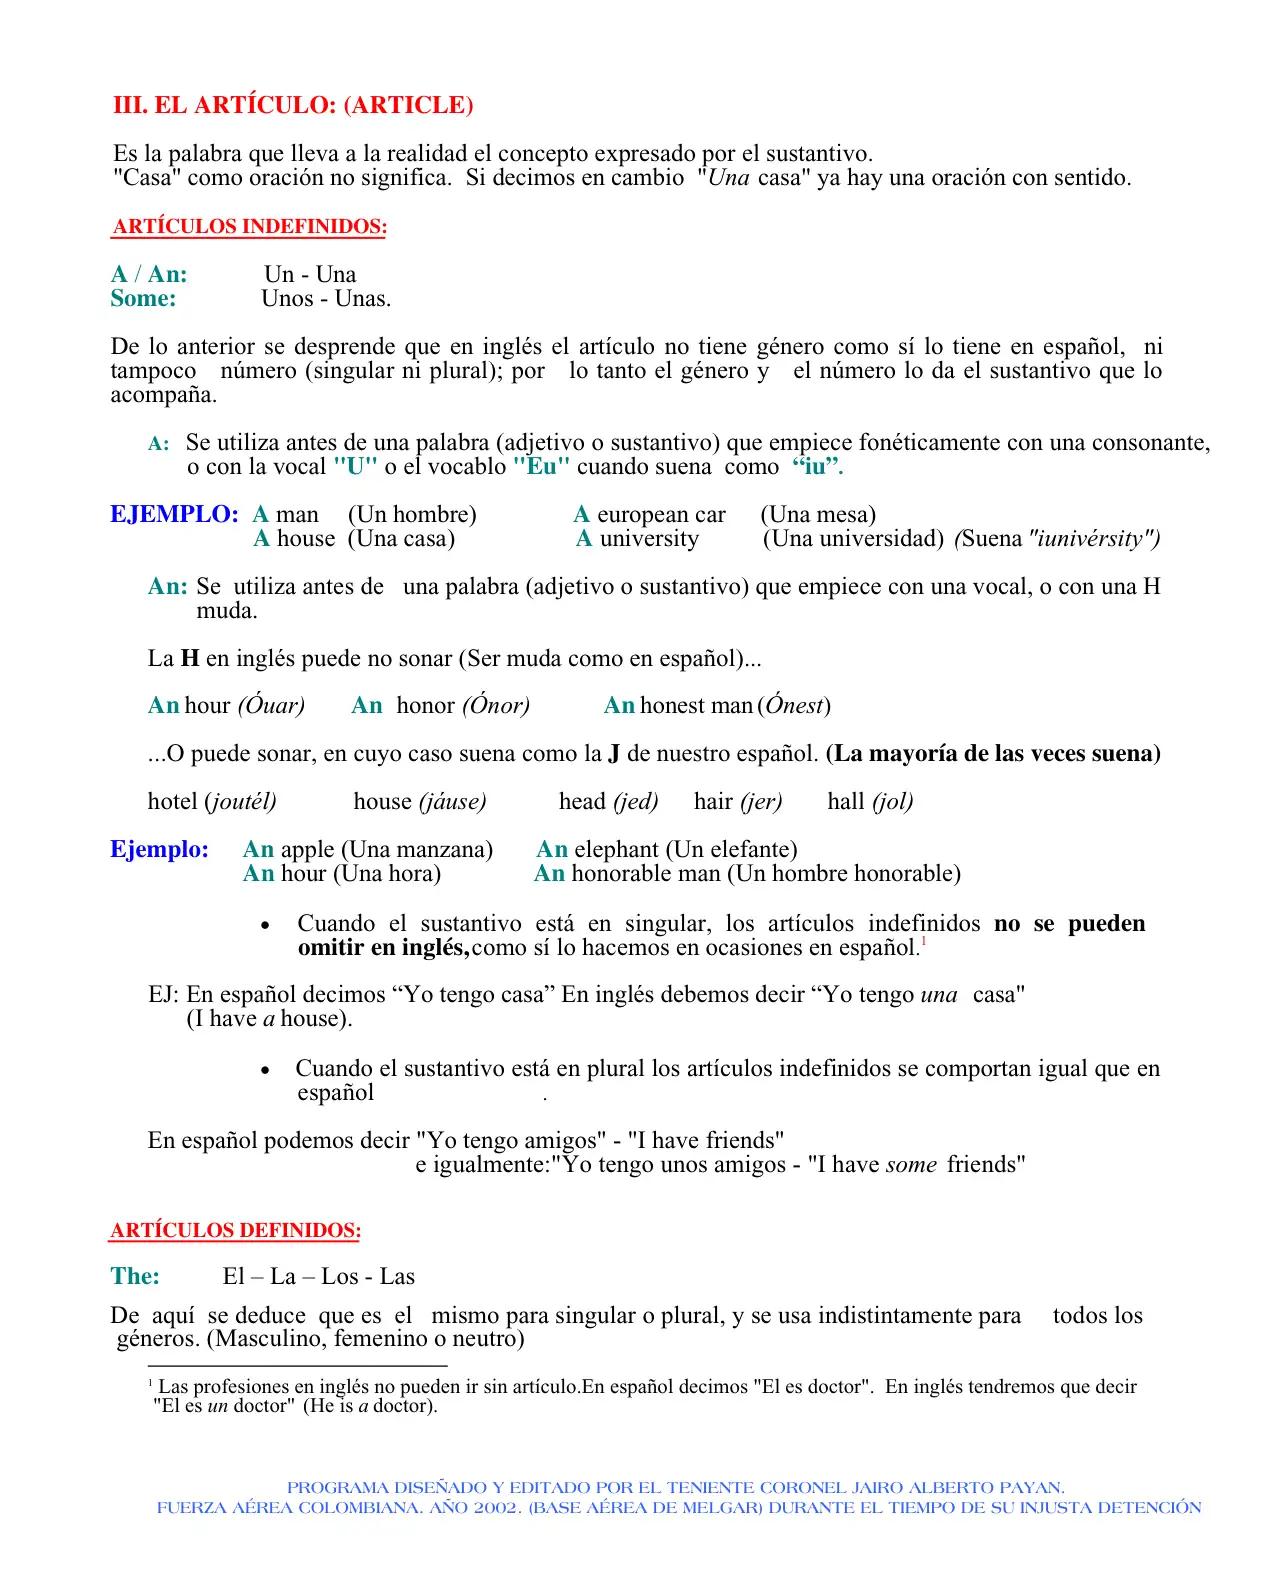 III. EL ARTÍCULO: (ARTICLE)
Es la palabra que lleva a la realidad el concepto expresado por el sustantivo.
"Casa" como oración no significa. Si decimos en cambio "Una casa" ya hay una oración con sentido.
ARTÍCULOS INDEFINIDOS:
A / An: Un - Una
Some: Unos - Unas.
De lo anterior se desprende que en inglés el artículo no tiene género como sí lo tiene en español, ni
tampoco número (singular ni plural); por lo tanto el género y el número lo da el sustantivo que lo
acompaña.
A: Se utiliza antes de una palabra (adjetivo o sustantivo) que empiece fonéticamente con una consonante,
o con la vocal "U" o el vocablo "Eu" cuando suena como “iu”.
EJEMPLO: A man (Un hombre) A european car (Una mesa)
A house (Una casa) A university (Una universidad) (Suena "iunivérsity")
An: Se utiliza antes de una palabra (adjetivo o sustantivo) que empiece con una vocal, o con una H
muda.
La H en inglés puede no sonar (Ser muda como en español)...
An hour (Óuar) An honor (Ónor) An honest man (Ónest)
...O puede sonar, en cuyo caso suena como la J de nuestro español. (La mayoría de las veces suena)
hotel (joutél) house (jáuse) head (jed) hair (jer) hall (jol)
Ejemplo: An apple (Una manzana) An elephant (Un elefante)
An hour (Una hora) An honorable man (Un hombre honorable)
• Cuando el sustantivo está en singular, los artículos indefinidos no se pueden
omitir en inglés, como sí lo hacemos en ocasiones en español.1
EJ: En español decimos “Yo tengo casa” En inglés debemos decir “Yo tengo una casa"
(I have a house).
• Cuando el sustantivo está en plural los artículos indefinidos se comportan igual que en
español .
En español podemos decir "Yo tengo amigos" - "I have friends"
e igualmente:"Yo tengo unos amigos - "I have some friends"
ARTÍCULOS DEFINIDOS:
The: El – La – Los - Las
De aquí se deduce que es el mismo para singular o plural, y se usa indistintamente para todos los
géneros. (Masculino, femenino o neutro)
1 Las profesiones en inglés no pueden ir sin artículo.En español decimos "El es doctor". En inglés tendremos que decir
"El es un doctor" (He is a doctor).
PROGRAMA DISEÑADO Y EDITADO POR EL TENIENTE CORONEL JAIRO ALBERTO PAYAN.
FUERZA AÉREA COLOMBIANA. AÑO 2002. (BASE AÉREA DE MELGAR) DURANTE EL TIEMPO DE SU INJUSTA DETENCIÓN